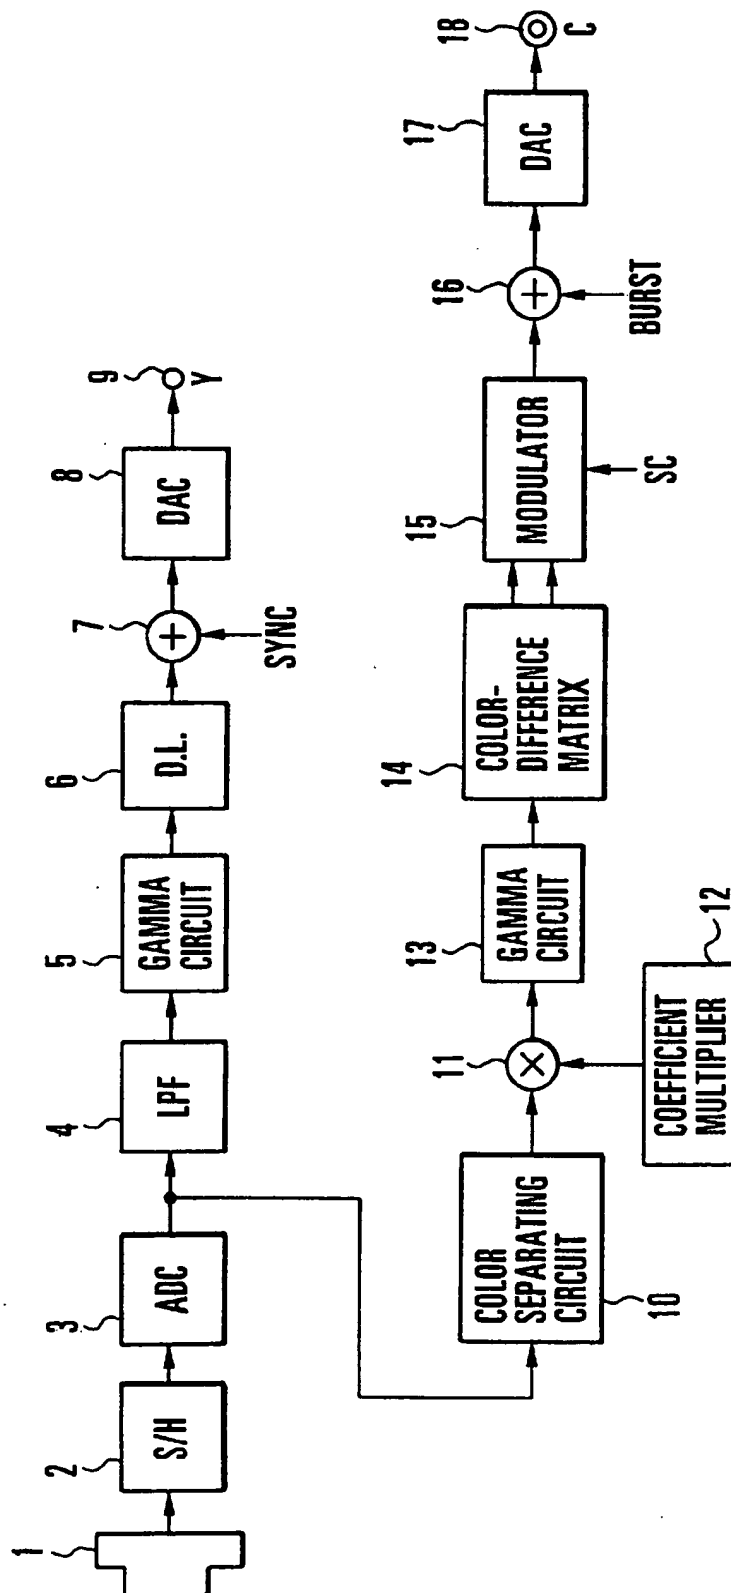 1
2
S/H
3
ADC
4
LPF
5
GAMMA
CIRCUIT
6
D.L.
7
+
SYNC
8
DAC
9
Y
COLOR
SEPARATING
CIRCUIT
10
11
×
COEFFICIENT
MULTIPLIER
12
13
GAMMA
CIRCUIT
14
COLOR-
DIFFERENCE
MATRIX
15
MODULATOR
SC
16
+
BURST
17
DAC
18
C